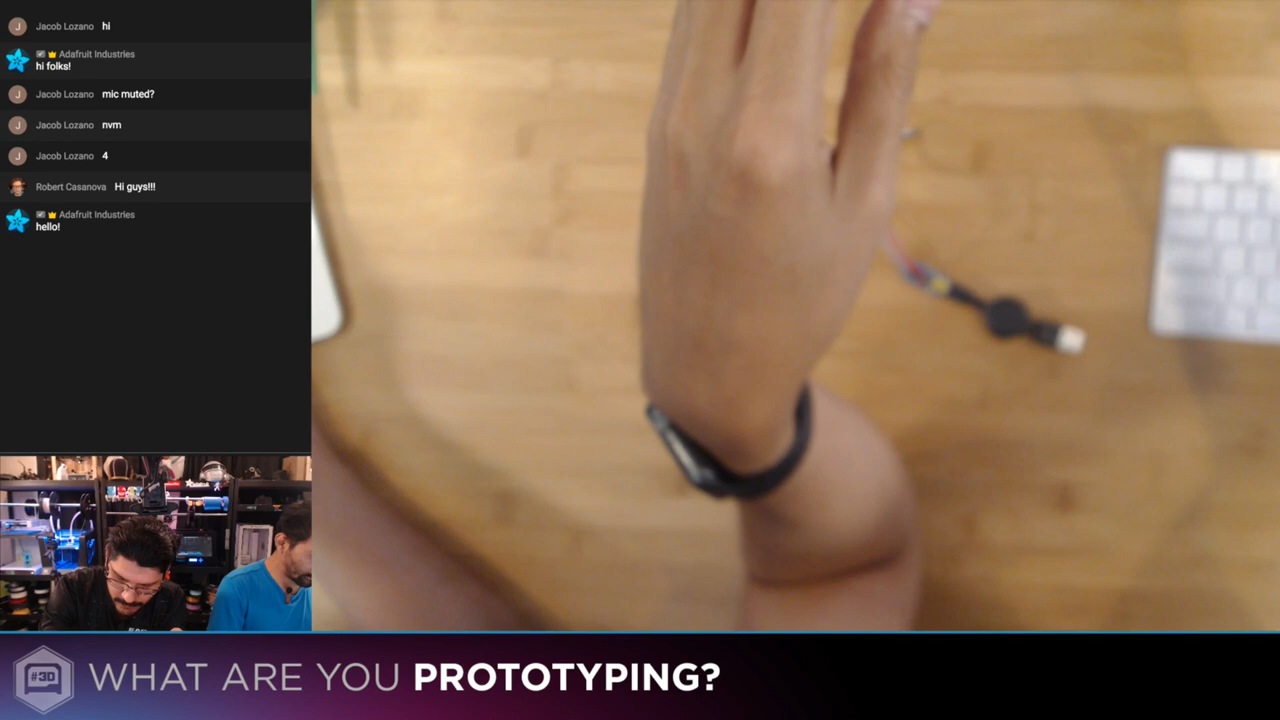 Jacob Lozano hi
Adafruit Industries
hi folks!
Jacob Lozano mic muted?
Jacob Lozano nvm
Jacob Lozano 4
Robert Casanova Hi guys!!!
Adafruit Industries
hello!
#3D
WHAT ARE YOU PROTOTYPING?